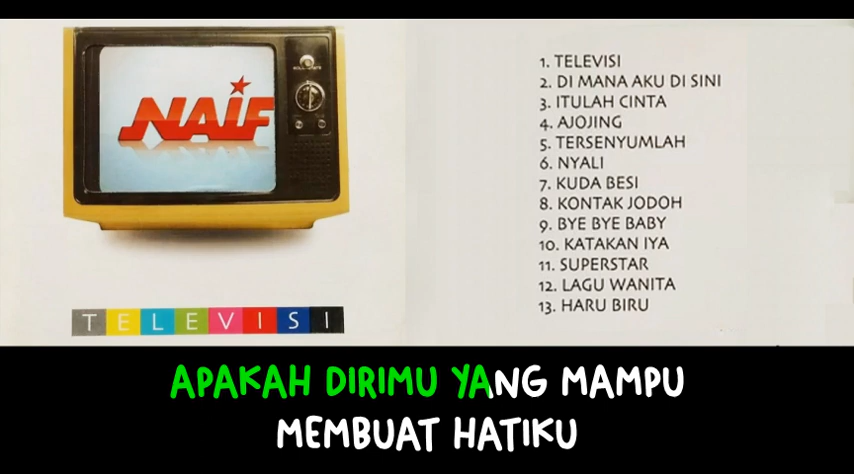 NAIF
TELEVISI
1. TELEVISI
2. DI MANA AKU DI SINI
3. ITULAH CINTA
4. AJOJING
5. TERSENYUMLAH
6. NYALI
7. KUDA BESI
8. KONTAK JODOH
9. BYE BYE BABY
10. KATAKAN IYA
11. SUPERSTAR
12. LAGU WANITA
13. HARU BIRU
APAKAH DIRIMU YANG MAMPU
MEMBUAT HATIKU